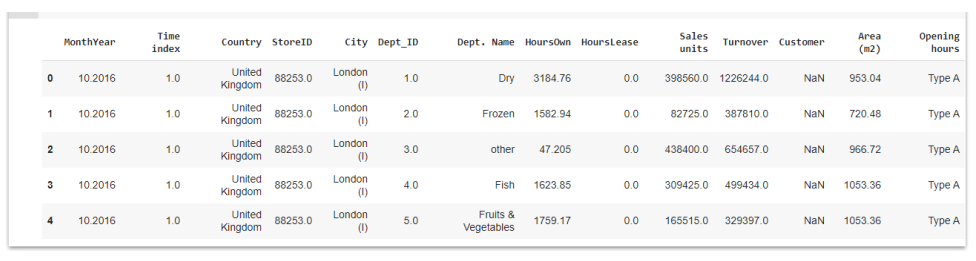 MonthYear Time index Country StoreID City Dept_ID Dept. Name HoursOwn HoursLease Sales units Turnover Customer Area (m2) Opening hours
0 10.2016 1.0 United Kingdom 88253.0 London (I) 1.0 Dry 3184.76 0.0 398560.0 1226244.0 NaN 953.04 Type A
1 10.2016 1.0 United Kingdom 88253.0 London (I) 2.0 Frozen 1582.94 0.0 82725.0 387810.0 NaN 720.48 Type A
2 10.2016 1.0 United Kingdom 88253.0 London (I) 3.0 other 47.205 0.0 438400.0 654657.0 NaN 966.72 Type A
3 10.2016 1.0 United Kingdom 88253.0 London (I) 4.0 Fish 1623.85 0.0 309425.0 499434.0 NaN 1053.36 Type A
4 10.2016 1.0 United Kingdom 88253.0 London (I) 5.0 Fruits & Vegetables 1759.17 0.0 165515.0 329397.0 NaN 1053.36 Type A